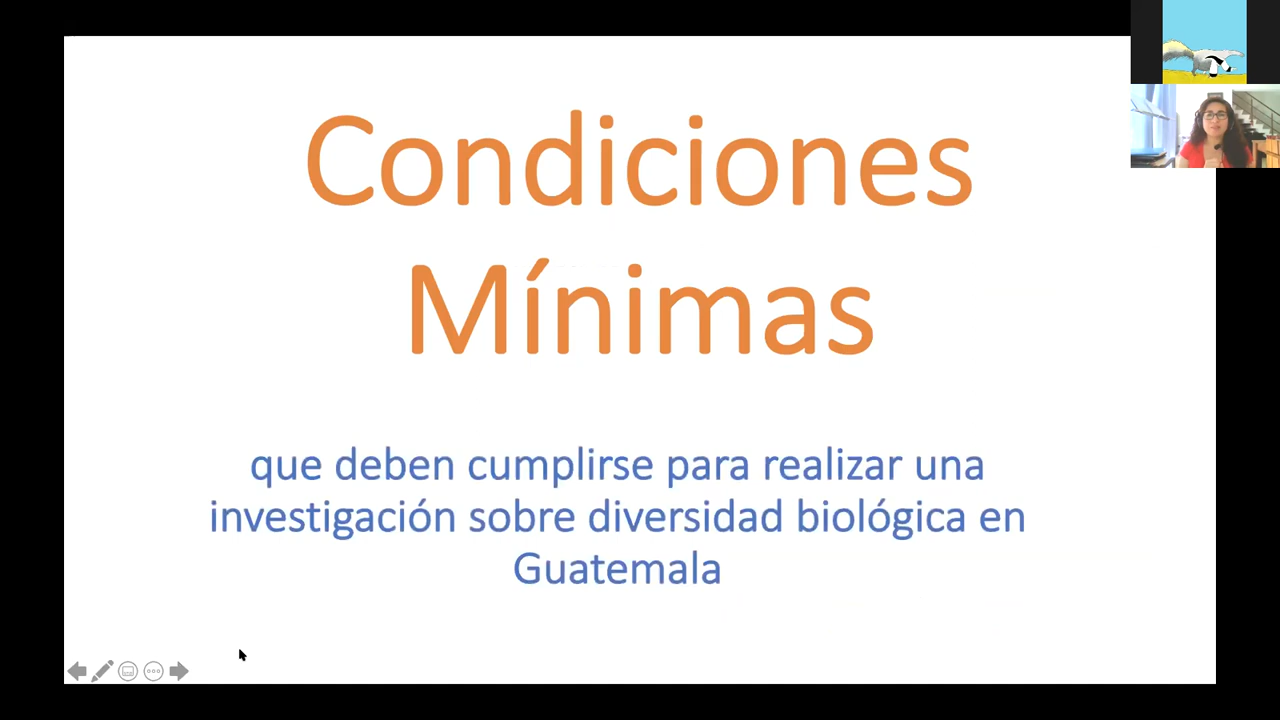 Condiciones
Mínimas
que deben cumplirse para realizar una
investigación sobre diversidad biológica en
Guatemala